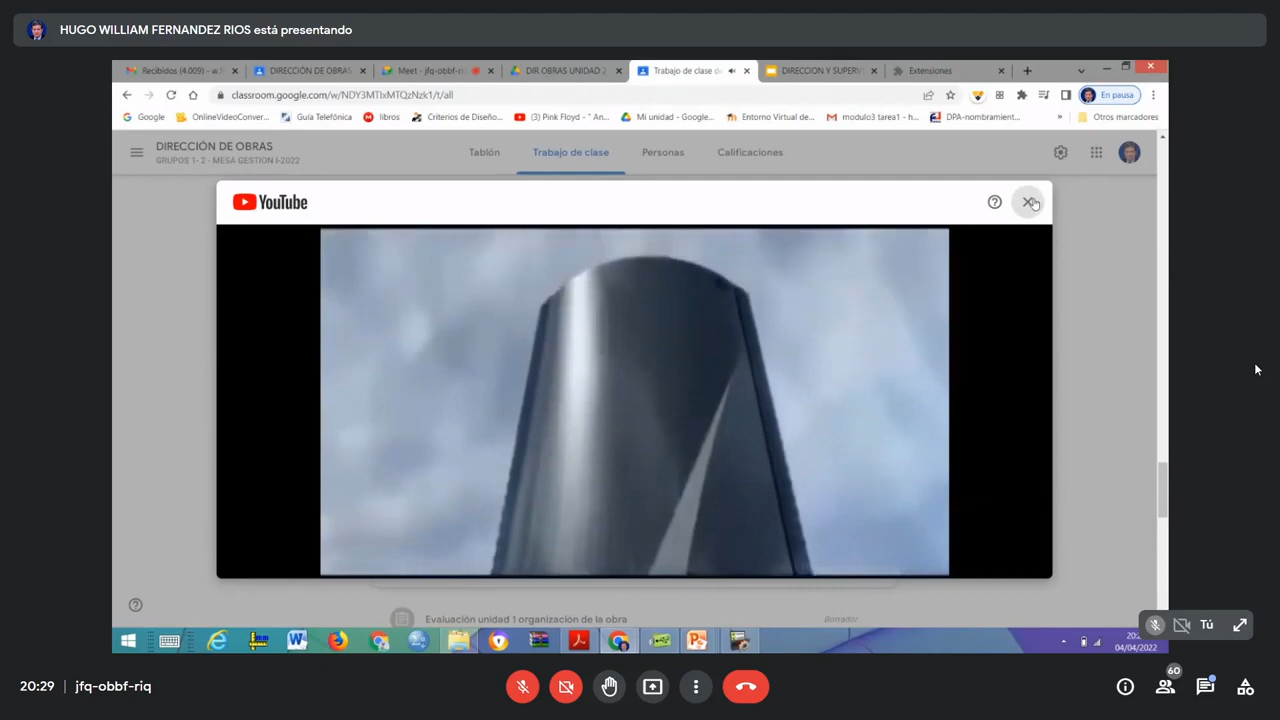 HUGO WILLIAM FERNANDEZ RIOS está presentando
Recibidos (4.009) - w.f
DIRECCIÓN DE OBRAS
Meet - jfq-obbf-ri
DIR OBRAS UNIDAD 2
Trabajo de clase de
DIRECCION Y SUPERV
Extensiones
classroom.google.com/w/NDY3MTIxMTQzNzk1/t/all
En pausa
Google
OnlineVideoConver...
Guía Telefónica
libros
Criterios de Diseño...
(3) Pink Floyd - " An...
Mi unidad - Google...
Entorno Virtual de...
modulo3 tarea1 - h...
DPA-nombramient...
»
Otros marcadores
DIRECCIÓN DE OBRAS
GRUPOS 1- 2 - MESA GESTION I-2022
Tablón
Trabajo de clase
Personas
Calificaciones
YouTube
Evaluación unidad 1 organización de la obra
Borrador
Tú
04/04/2022
20:29 | jfq-obbf-riq
60